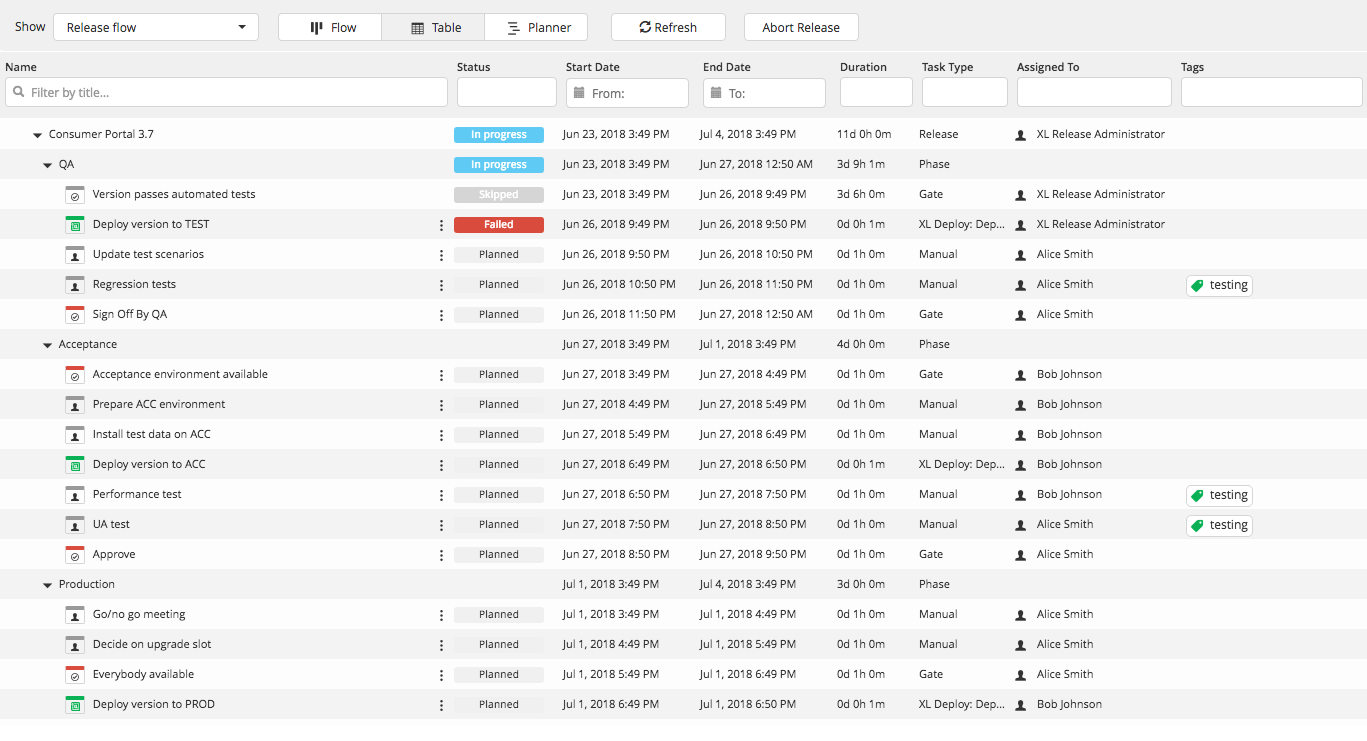 Show Release flow Flow Table Planner Refresh Abort Release
Name Status Start Date End Date Duration Task Type Assigned To Tags
Filter by title... From: To:
Consumer Portal 3.7 In progress Jun 23, 2018 3:49 PM Jul 4, 2018 3:49 PM 11d 0h 0m Release XL Release Administrator
QA In progress Jun 23, 2018 3:49 PM Jun 27, 2018 12:50 AM 3d 9h 1m Phase
Version passes automated tests Skipped Jun 23, 2018 3:49 PM Jun 26, 2018 9:49 PM 3d 6h 0m Gate XL Release Administrator
Deploy version to TEST Failed Jun 26, 2018 9:49 PM Jun 26, 2018 9:50 PM 0d 0h 1m XL Deploy: Dep... XL Release Administrator
Update test scenarios Planned Jun 26, 2018 9:50 PM Jun 26, 2018 10:50 PM 0d 1h 0m Manual Alice Smith
Regression tests Planned Jun 26, 2018 10:50 PM Jun 26, 2018 11:50 PM 0d 1h 0m Manual Alice Smith testing
Sign Off By QA Planned Jun 26, 2018 11:50 PM Jun 27, 2018 12:50 AM 0d 1h 0m Gate Alice Smith
Acceptance Jun 27, 2018 3:49 PM Jul 1, 2018 3:49 PM 4d 0h 0m Phase
Acceptance environment available Planned Jun 27, 2018 3:49 PM Jun 27, 2018 4:49 PM 0d 1h 0m Gate Bob Johnson
Prepare ACC environment Planned Jun 27, 2018 4:49 PM Jun 27, 2018 5:49 PM 0d 1h 0m Manual Bob Johnson
Install test data on ACC Planned Jun 27, 2018 5:49 PM Jun 27, 2018 6:49 PM 0d 1h 0m Manual Bob Johnson
Deploy version to ACC Planned Jun 27, 2018 6:49 PM Jun 27, 2018 6:50 PM 0d 0h 1m XL Deploy: Dep... Bob Johnson
Performance test Planned Jun 27, 2018 6:50 PM Jun 27, 2018 7:50 PM 0d 1h 0m Manual Bob Johnson testing
UA test Planned Jun 27, 2018 7:50 PM Jun 27, 2018 8:50 PM 0d 1h 0m Manual Alice Smith testing
Approve Planned Jun 27, 2018 8:50 PM Jun 27, 2018 9:50 PM 0d 1h 0m Gate Alice Smith
Production Jul 1, 2018 3:49 PM Jul 4, 2018 3:49 PM 3d 0h 0m Phase
Go/no go meeting Planned Jul 1, 2018 3:49 PM Jul 1, 2018 4:49 PM 0d 1h 0m Manual Alice Smith
Decide on upgrade slot Planned Jul 1, 2018 4:49 PM Jul 1, 2018 5:49 PM 0d 1h 0m Manual Alice Smith
Everybody available Planned Jul 1, 2018 5:49 PM Jul 1, 2018 6:49 PM 0d 1h 0m Gate Alice Smith
Deploy version to PROD Planned Jul 1, 2018 6:49 PM Jul 1, 2018 6:50 PM 0d 0h 1m XL Deploy: Dep... Bob Johnson